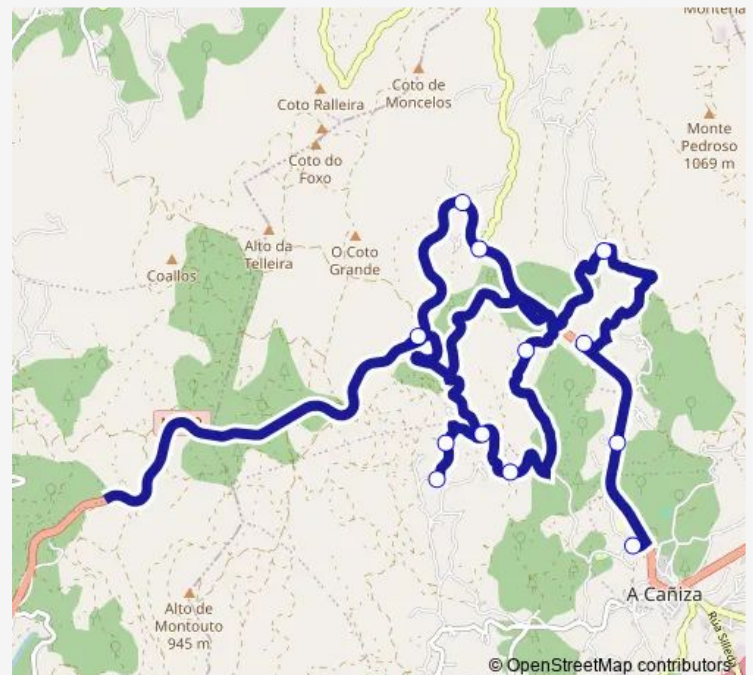 Monteria
Coto de
Moncelos
Coto Ralleira
Monte
Pedroso
1069 m
Coto do
Foxo
Alto da
Telleira
O Coto
Grande
Coallos
Alto de
Montouto
945 m
A Cañiza
Rúa Silleda
© OpenStreetMap contributors